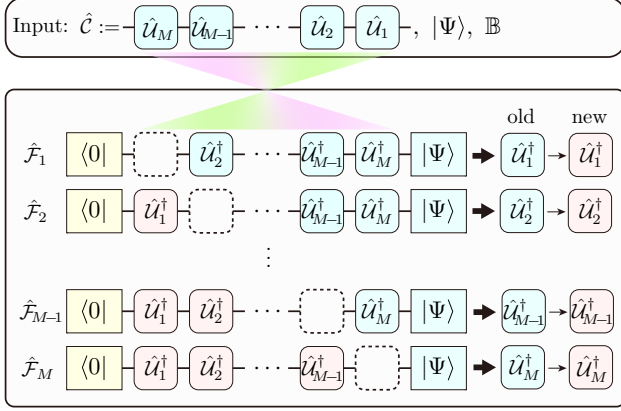 Input: 𝒞̂ := 𝒰̂_M 𝒰̂_{M−1} ··· 𝒰̂_2 𝒰̂_1 , |Ψ⟩, 𝔹
old new
ℱ̂_1 ⟨0| 𝒰̂_2^† ··· 𝒰̂_{M−1}^† 𝒰̂_M^† |Ψ⟩ 𝒰̂_1^† → 𝒰̂_1^†
ℱ̂_2 ⟨0| 𝒰̂_1^† ··· 𝒰̂_{M−1}^† 𝒰̂_M^† |Ψ⟩ 𝒰̂_2^† → 𝒰̂_2^†
⋮
ℱ̂_{M−1} ⟨0| 𝒰̂_1^† 𝒰̂_2^† ··· 𝒰̂_M^† |Ψ⟩ 𝒰̂_{M−1}^† → 𝒰̂_{M−1}^†
ℱ̂_M ⟨0| 𝒰̂_1^† 𝒰̂_2^† ··· 𝒰̂_{M−1}^† |Ψ⟩ 𝒰̂_M^† → 𝒰̂_M^†